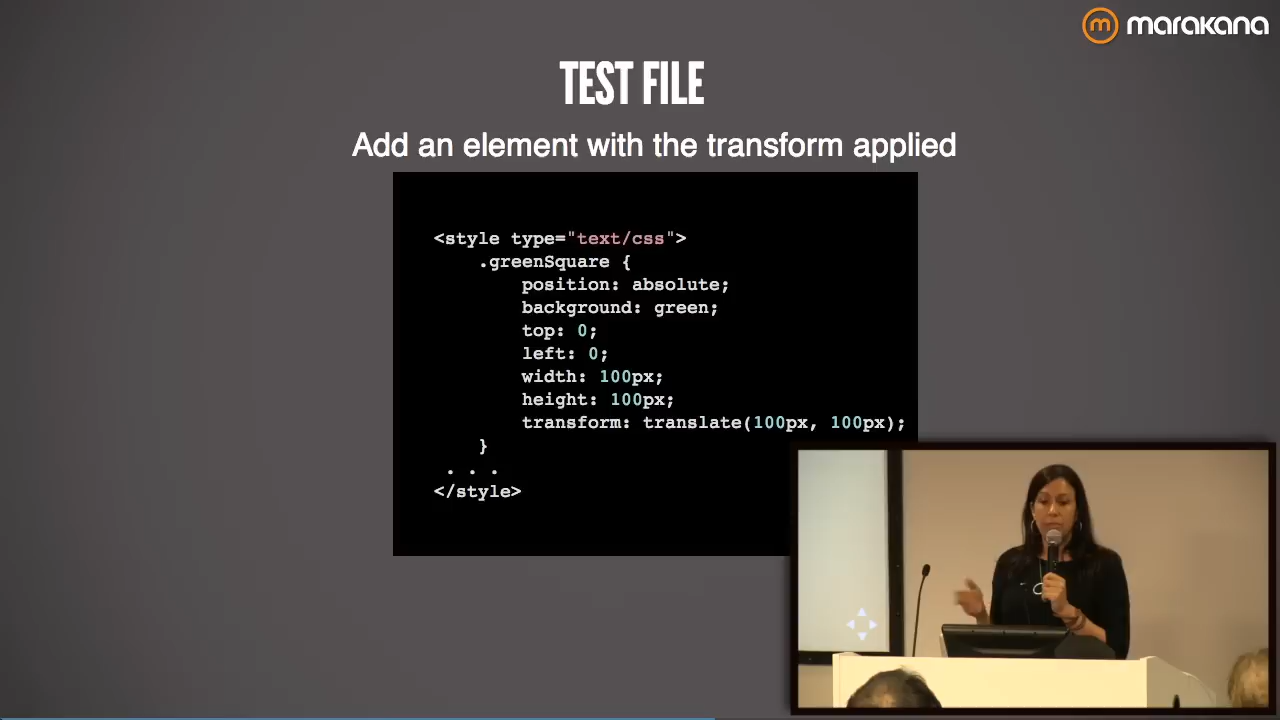 marakana
TEST FILE
Add an element with the transform applied
<style type="text/css">
.greenSquare {
position: absolute;
background: green;
top: 0;
left: 0;
width: 100px;
height: 100px;
transform: translate(100px, 100px);
}
. . .
</style>